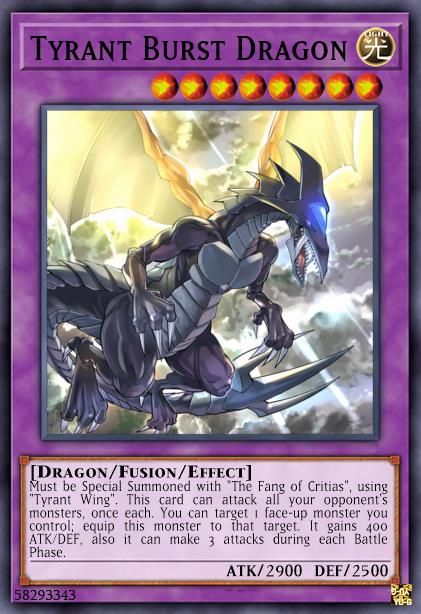 TYRANT BURST DRAGON
LIGHT
光
[DRAGON/FUSION/EFFECT]
Must be Special Summoned with "The Fang of Critias", using
"Tyrant Wing". This card can attack all your opponent's
monsters, once each. You can target 1 face-up monster you
control; equip this monster to that target. It gains 400
ATK/DEF, also it can make 3 attacks during each Battle
Phase.
ATK/2900 DEF/2500
58293343